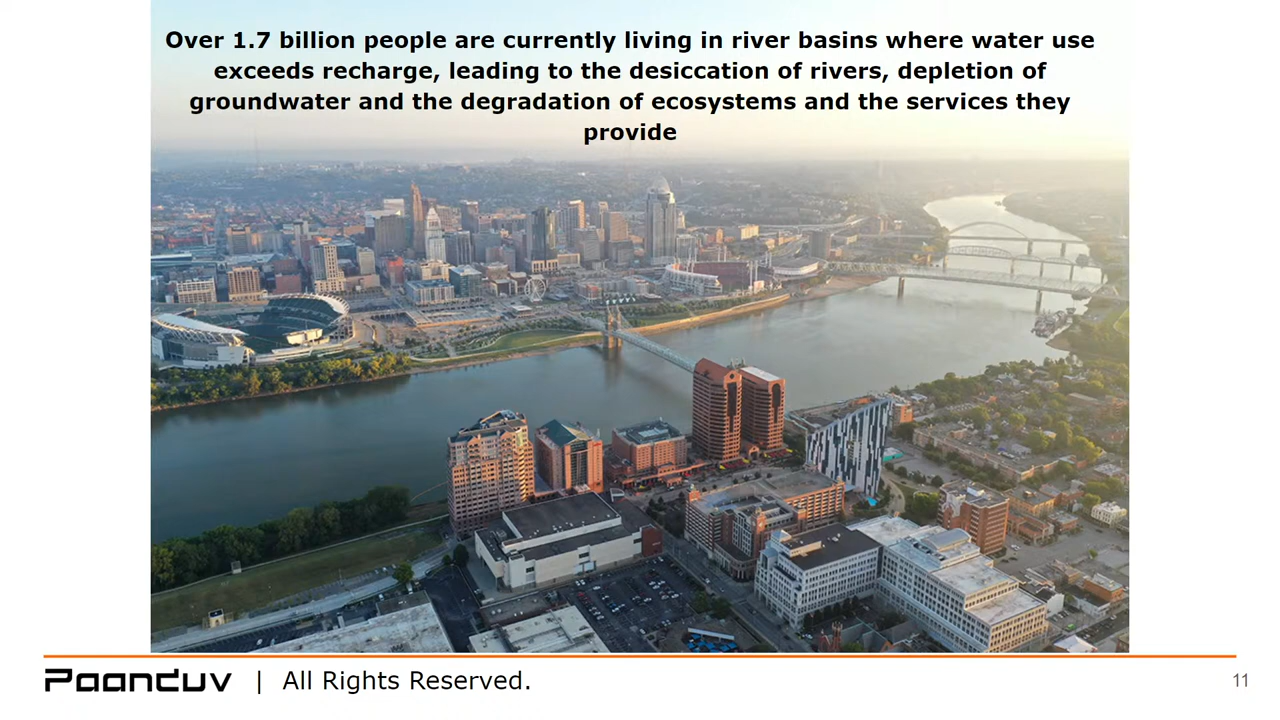 Over 1.7 billion people are currently living in river basins where water use
exceeds recharge, leading to the desiccation of rivers, depletion of
groundwater and the degradation of ecosystems and the services they
provide
Paanduv | All Rights Reserved.
11